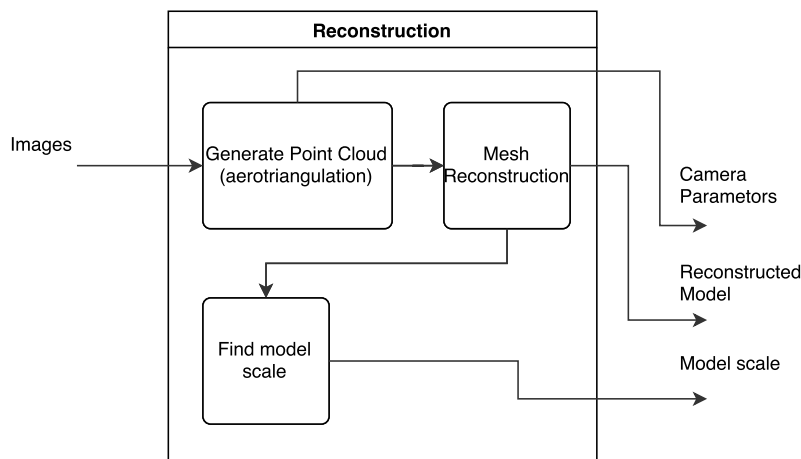 Reconstruction
Images
Generate Point Cloud
(aerotriangulation)
Mesh
Reconstruction
Camera
Parametors
Reconstructed
Model
Find model
scale
Model scale